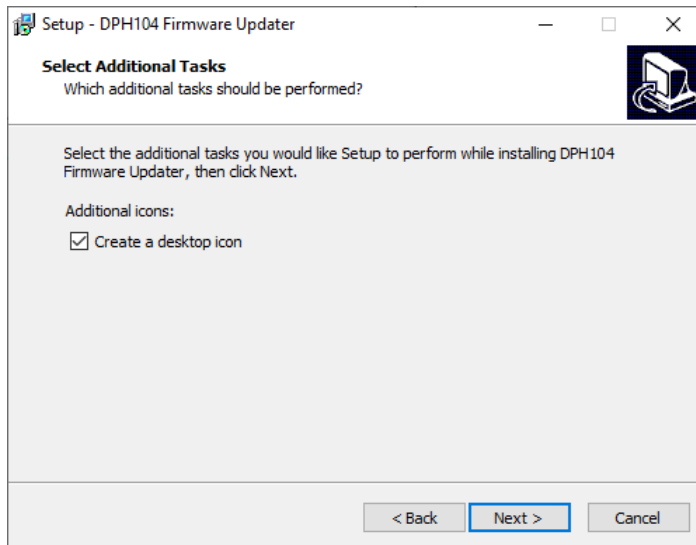 Setup - DPH104 Firmware Updater
Select Additional Tasks
Which additional tasks should be performed?
Select the additional tasks you would like Setup to perform while installing DPH104
Firmware Updater, then click Next.
Additional icons:
Create a desktop icon
< Back
Next >
Cancel